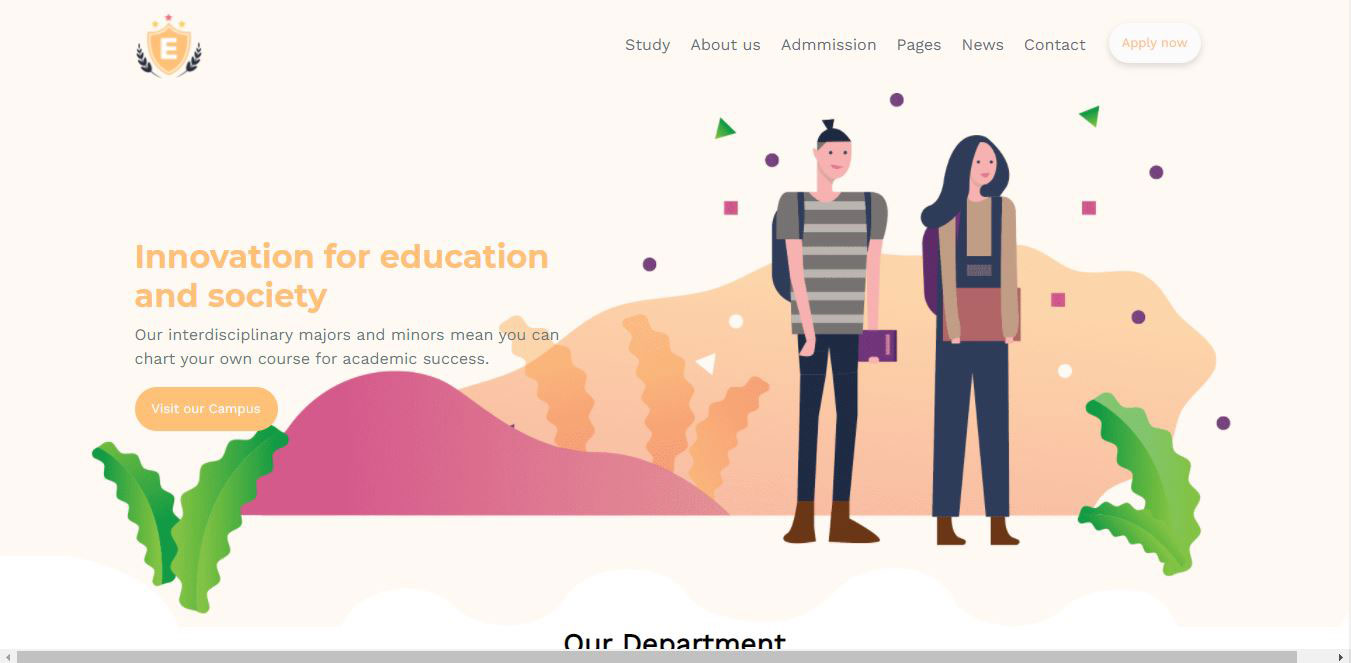 E
Study About us Admmission Pages News Contact Apply now
Innovation for education
and society
Our interdisciplinary majors and minors mean you can
chart your own course for academic success.
Visit our Campus
Our Department